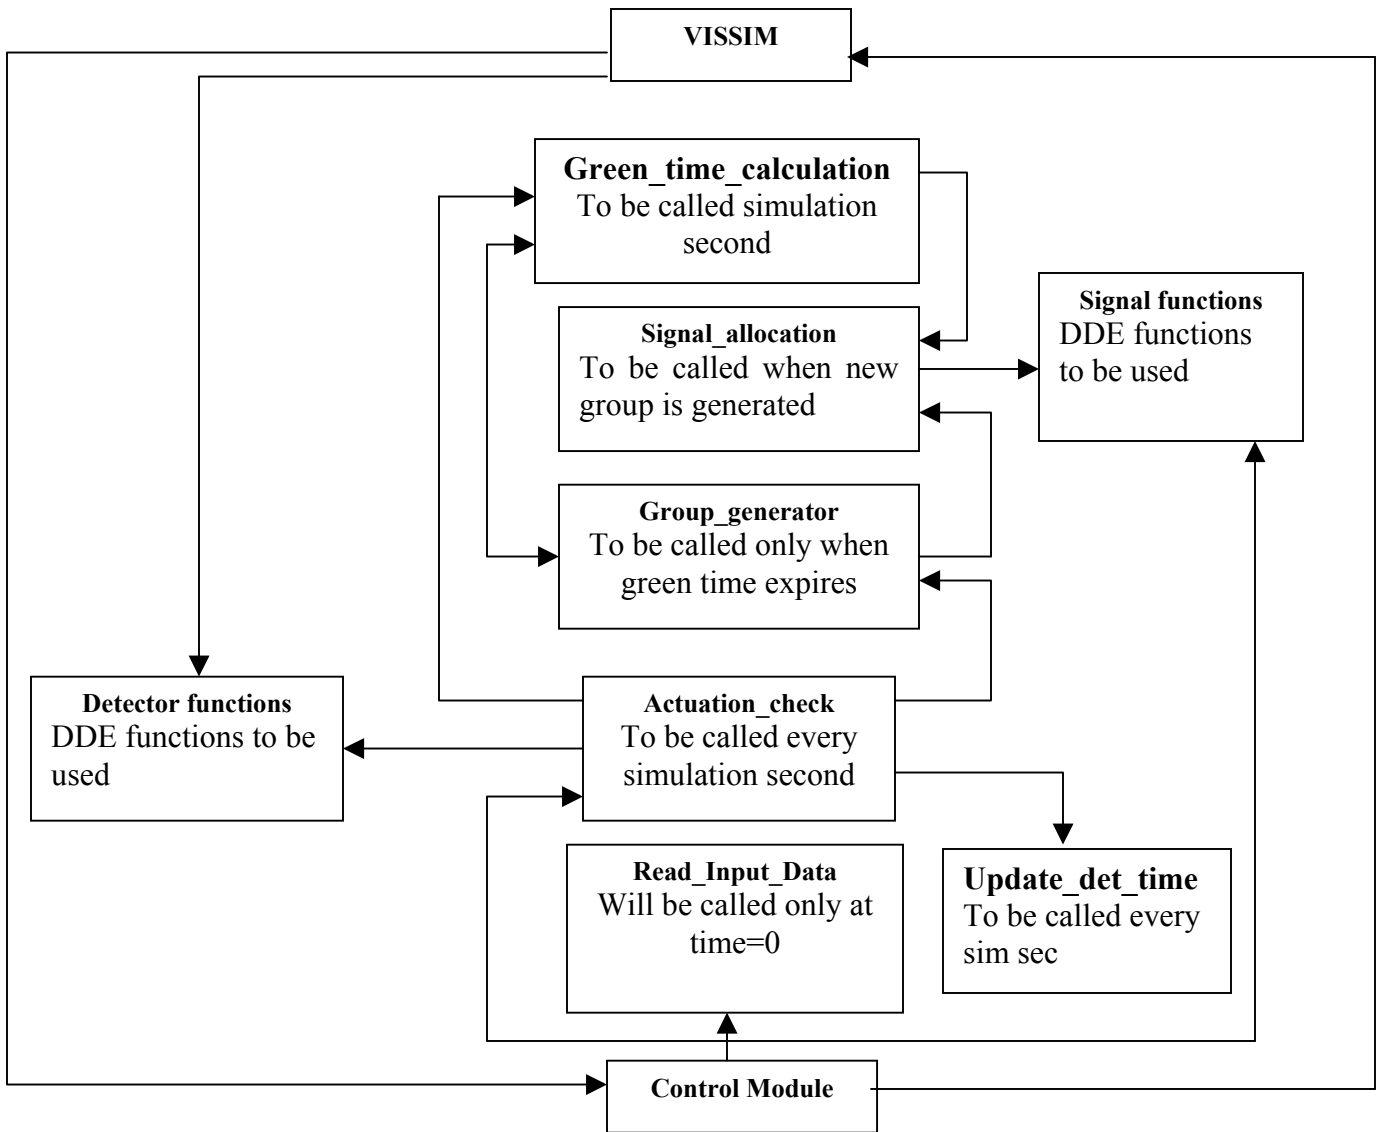 VISSIM
Green_time_calculation
To be called simulation
second
Signal functions
DDE functions
to be used
Signal_allocation
To be called when new
group is generated
Group_generator
To be called only when
green time expires
Detector functions
DDE functions to be
used
Actuation_check
To be called every
simulation second
Read_Input_Data
Will be called only at
time=0
Update_det_time
To be called every
sim sec
Control Module